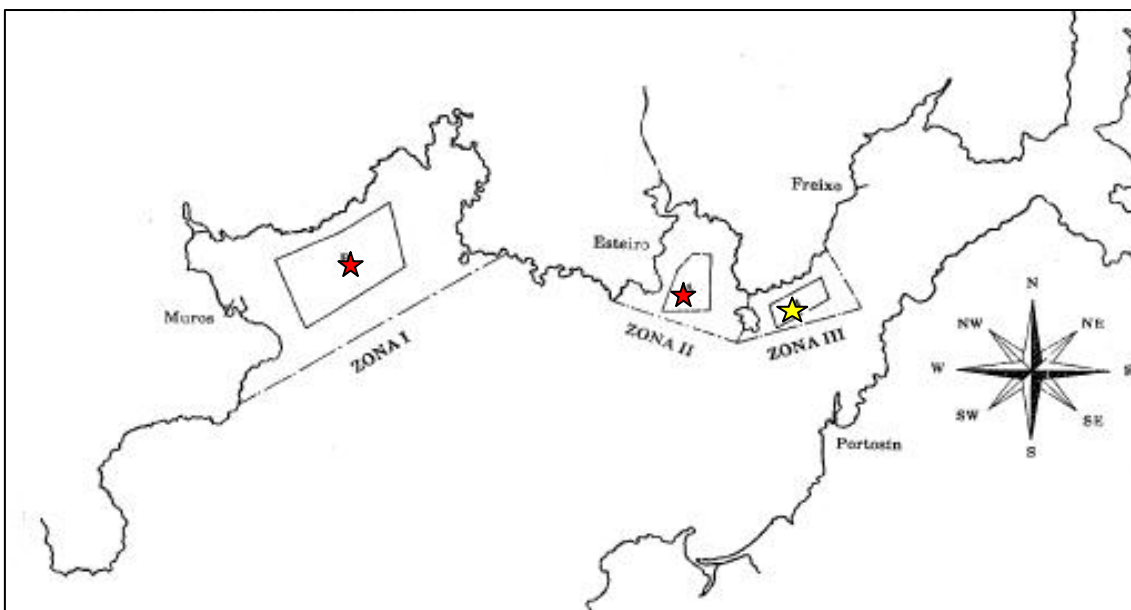 Freixo
Esteiro
Muros
ZONA I
ZONA II
ZONA III
Portosín
N
NW
NE
W
SW
SE
S